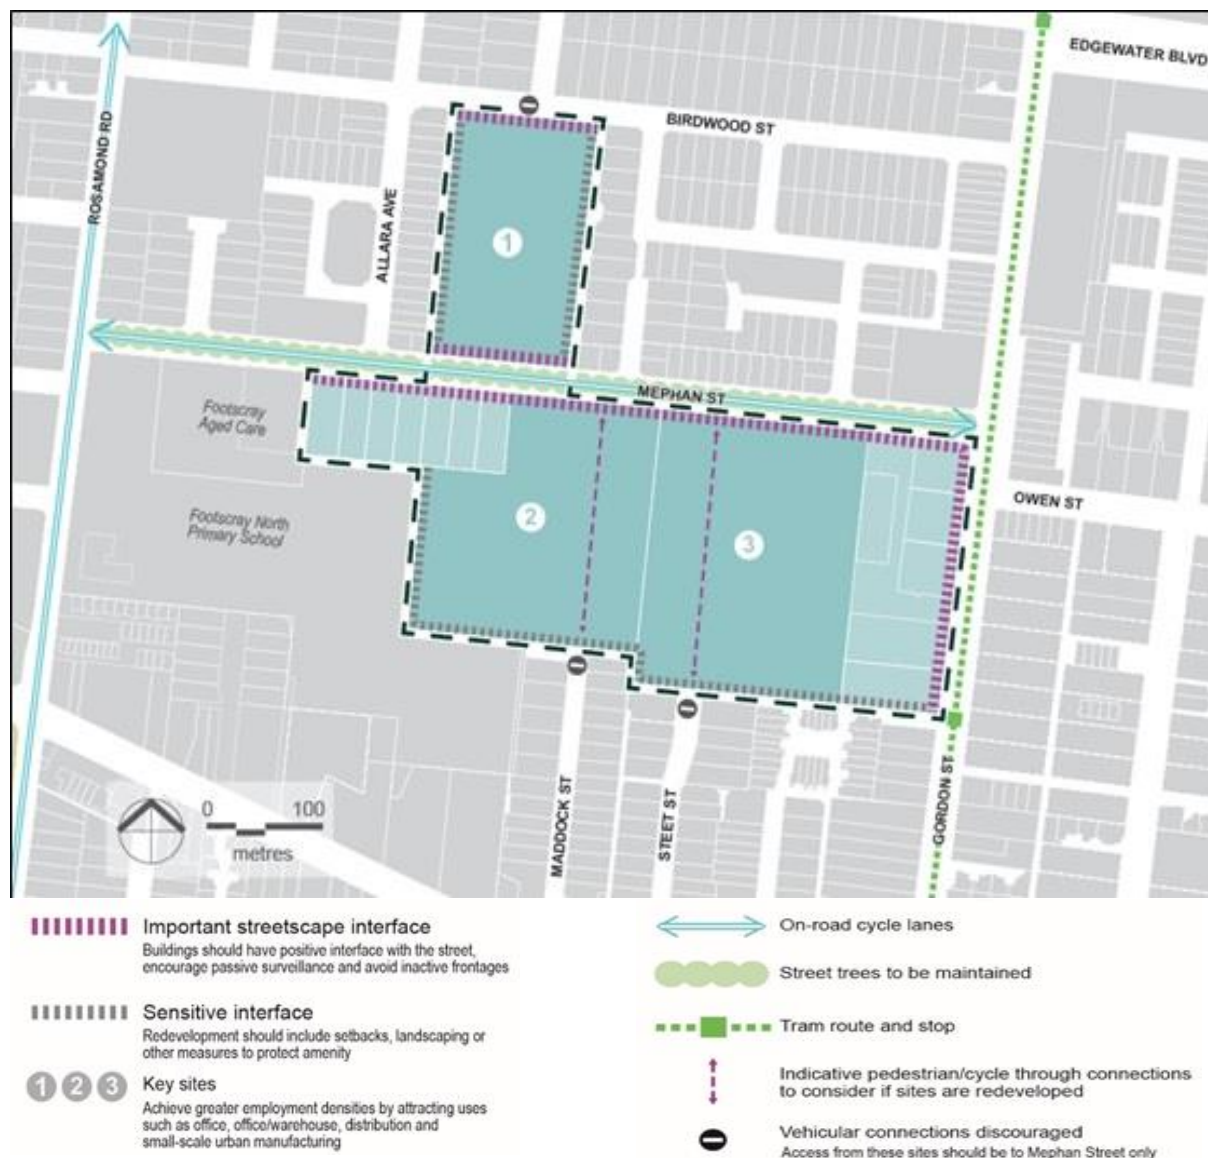 EDGEWATER BLVD
ROSAMOND RD
BIRDWOOD ST
ALLARA AVE
1
MEPHAN ST
Footscray
Aged Care
Footscray North
Primary School
2
3
OWEN ST
MADDOCK ST
STEET ST
GORDON ST
0 100
metres
Important streetscape interface
Buildings should have positive interface with the street,
encourage passive surveillance and avoid inactive frontages
Sensitive interface
Redevelopment should include setbacks, landscaping or
other measures to protect amenity
1 2 3 Key sites
Achieve greater employment densities by attracting uses
such as office, office/warehouse, distribution and
small-scale urban manufacturing
On-road cycle lanes
Street trees to be maintained
Tram route and stop
Indicative pedestrian/cycle through connections
to consider if sites are redeveloped
Vehicular connections discouraged
Access from these sites should be to Mephan Street only